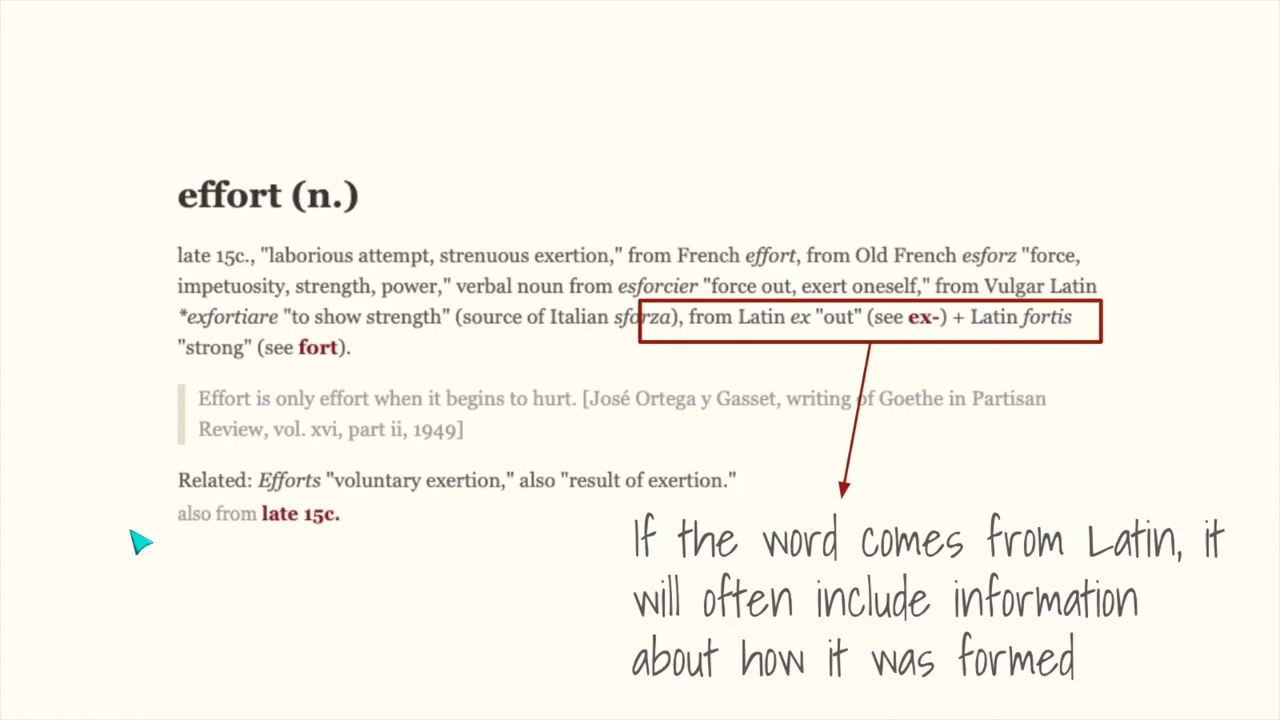 effort (n.)
late 15c., "laborious attempt, strenuous exertion," from French effort, from Old French esforz "force,
impetuosity, strength, power," verbal noun from esforcier "force out, exert oneself," from Vulgar Latin
*exfortiare "to show strength" (source of Italian sforza), from Latin ex "out" (see ex-) + Latin fortis
"strong" (see fort).
Effort is only effort when it begins to hurt. [José Ortega y Gasset, writing of Goethe in Partisan
Review, vol. xvi, part ii, 1949]
Related: Efforts "voluntary exertion," also "result of exertion."
also from late 15c.
If the word comes from Latin, it
will often include information
about how it was formed